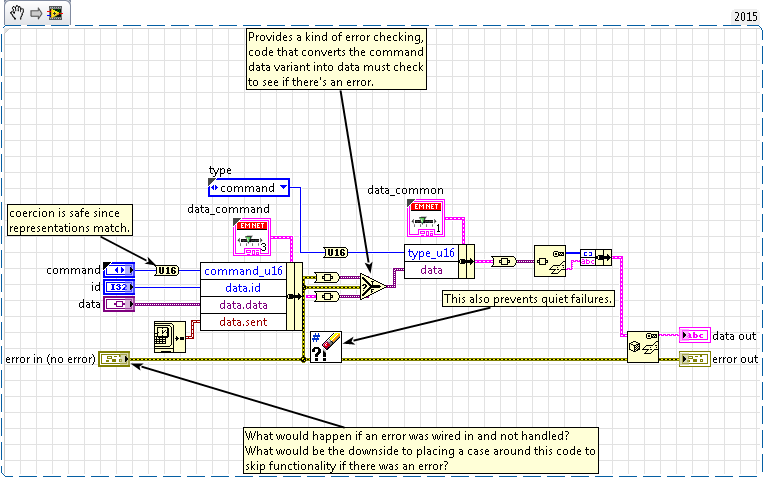 2015
Provides a kind of error checking,
code that converts the command
data variant into data must check
to see if there's an error.
type
command
data_common
data_command
EM NET
1
EM NET
3
coercion is safe since
representations match.
U16
type_u16
data
command
U16
command_u16
id
I32
data.id
data
data.data
data.sent
?
abc
This also prevents quiet failures.
#
?!
abc
data out
error in (no error)
error out
What would happen if an error was wired in and not handled?
What would be the downside to placing a case around this code to
skip functionality if there was an error?